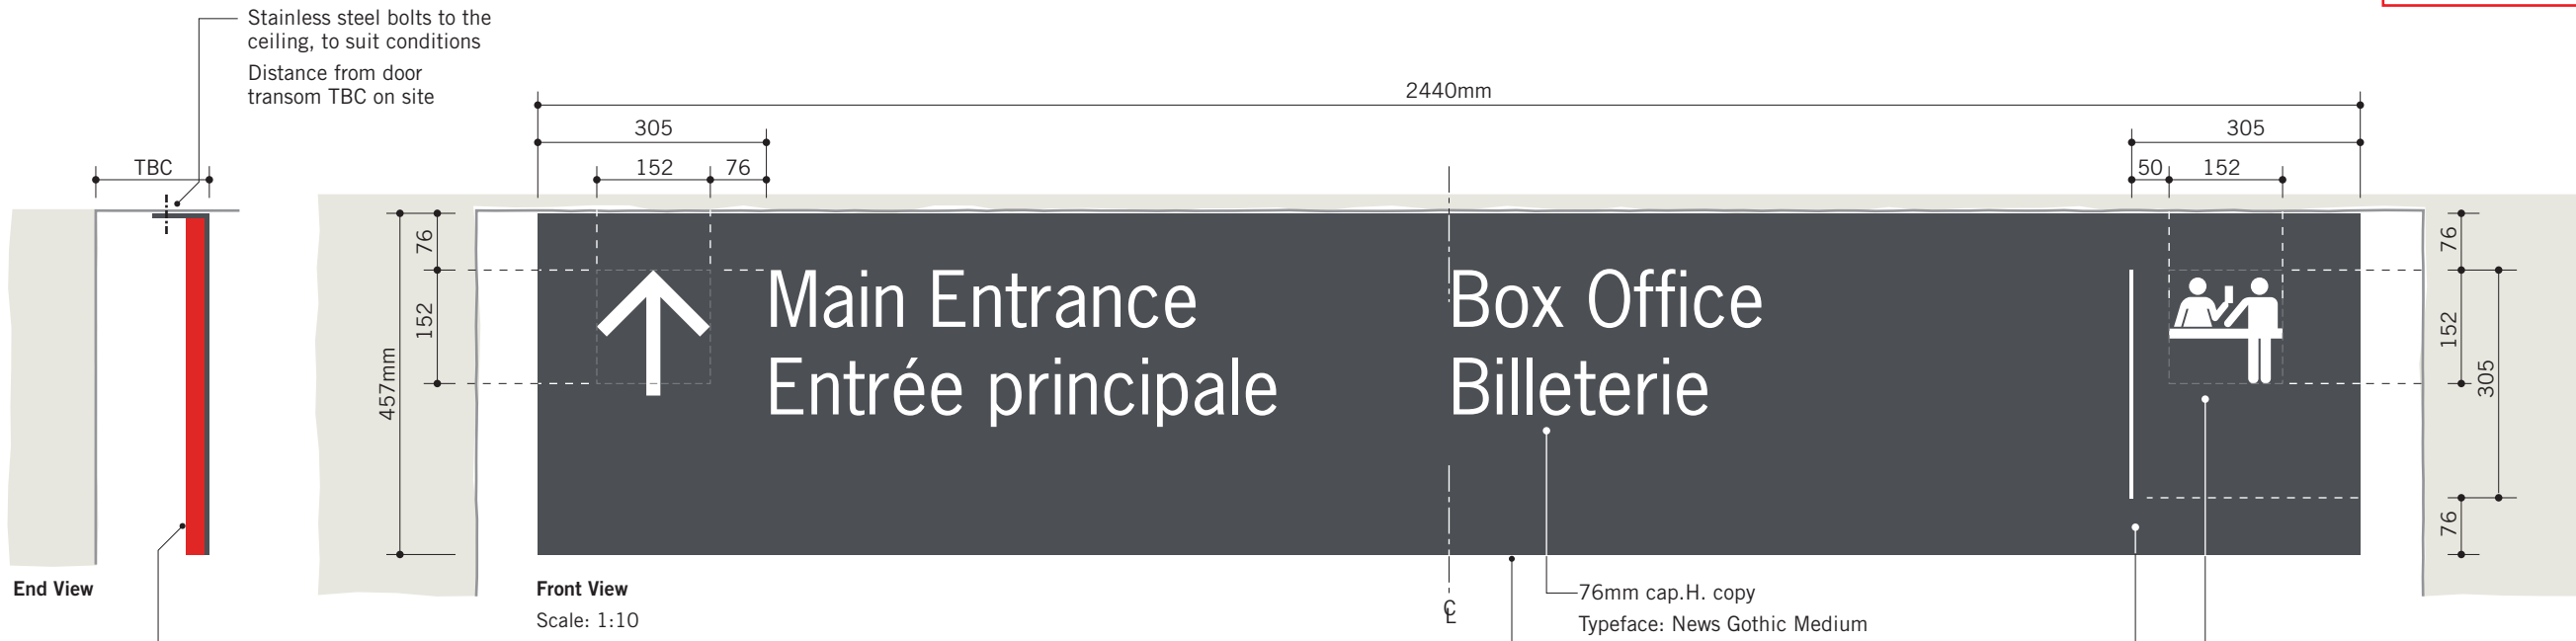 Stainless steel bolts to the
ceiling, to suit conditions
Distance from door
transom TBC on site
2440mm
305
305
TBC
152
76
50
152
76
152
457mm
Main Entrance
Entrée principale
Box Office
Billeterie
76
152
305
76
End View
Front View
Scale: 1:10
CL
76mm cap.H. copy
Typeface: News Gothic Medium